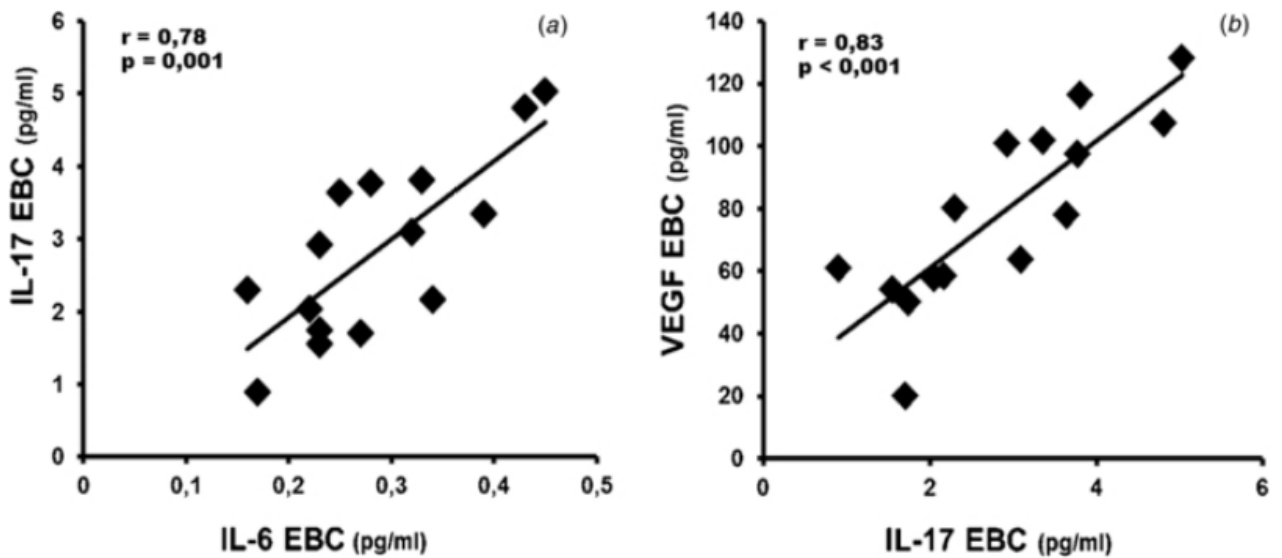 (a)
r = 0,78
p = 0,001
IL-17 EBC (pg/ml)
6
5
4
3
2
1
0
0 0,1 0,2 0,3 0,4 0,5
IL-6 EBC (pg/ml)
(b)
r = 0,83
p < 0,001
VEGF EBC (pg/ml)
140
120
100
80
60
40
20
0
0 2 4 6
IL-17 EBC (pg/ml)